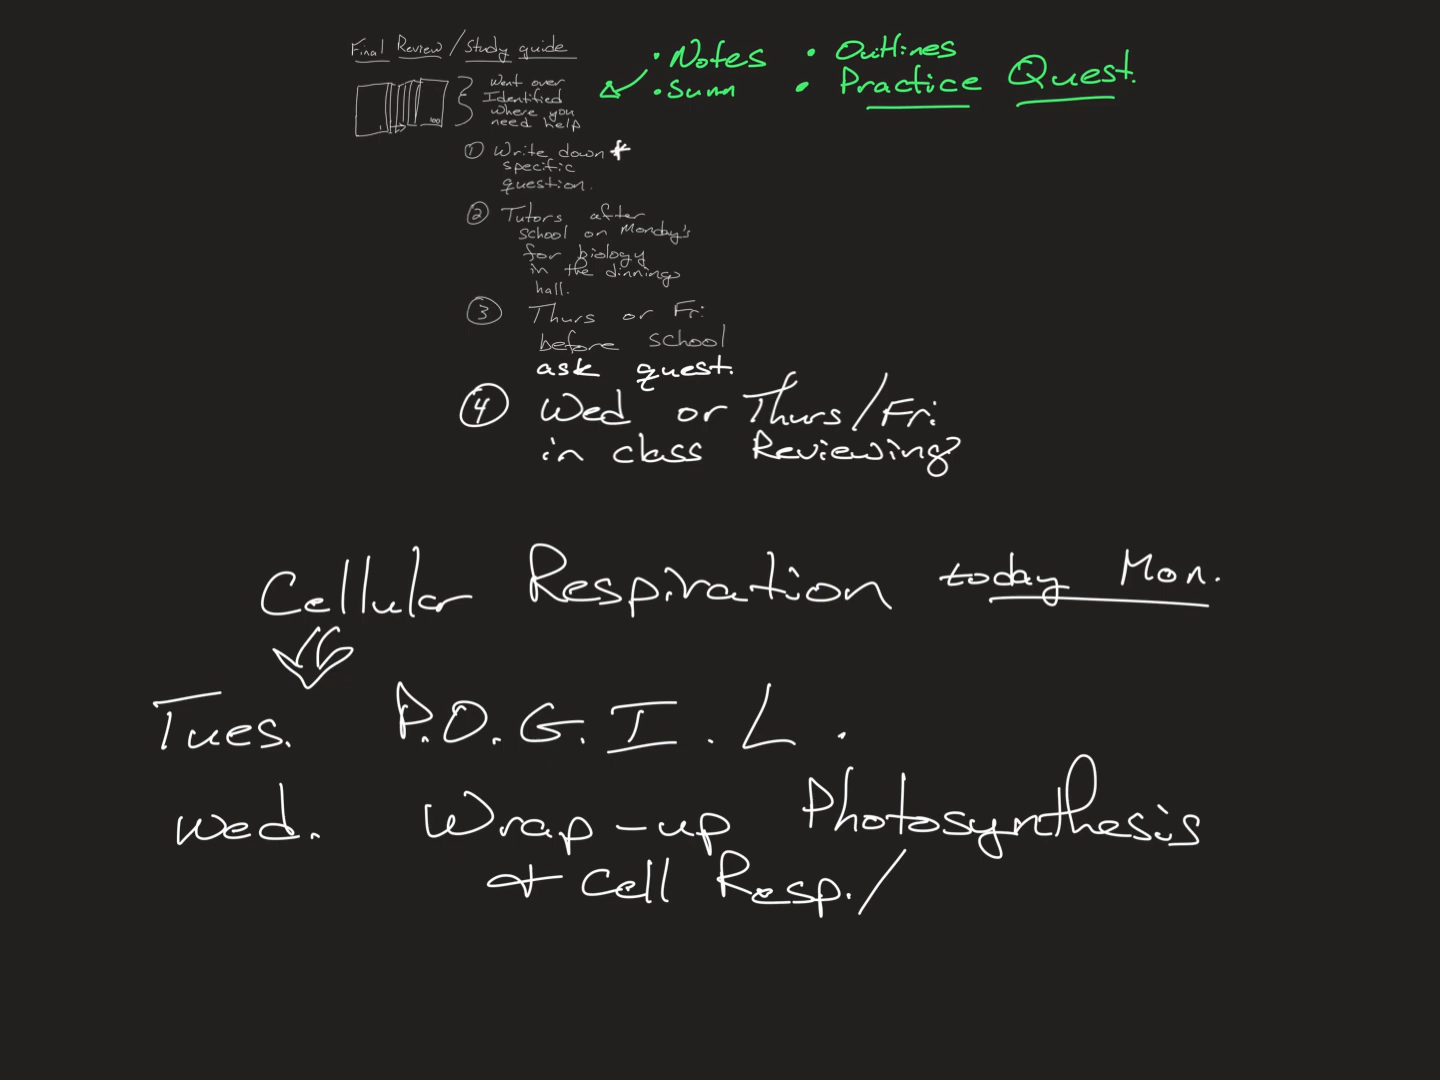 Final Review / Study guide
• Notes • Outlines
• Summ • Practice Quest.
Went over
Identified
where you
need help
1 → 100
① Write down *
specific
question.
② Tutors after
school on Monday's
for biology
in the dinning
hall.
③ Thurs or Fri
before school
ask quest.
④ Wed or Thurs/Fri
in class Reviewing
Cellular Respiration today Mon.
Tues. P.O.G.I.L.
Wed. Wrap-up Photosynthesis
+ Cell Resp./